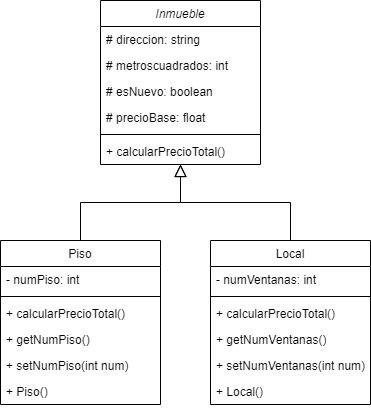 Inmueble
# direccion: string
# metroscuadrados: int
# esNuevo: boolean
# precioBase: float
+ calcularPrecioTotal()
Piso
- numPiso: int
+ calcularPrecioTotal()
+ getNumPiso()
+ setNumPiso(int num)
+ Piso()
Local
- numVentanas: int
+ calcularPrecioTotal()
+ getNumVentanas()
+ setNumVentanas(int num)
+ Local()